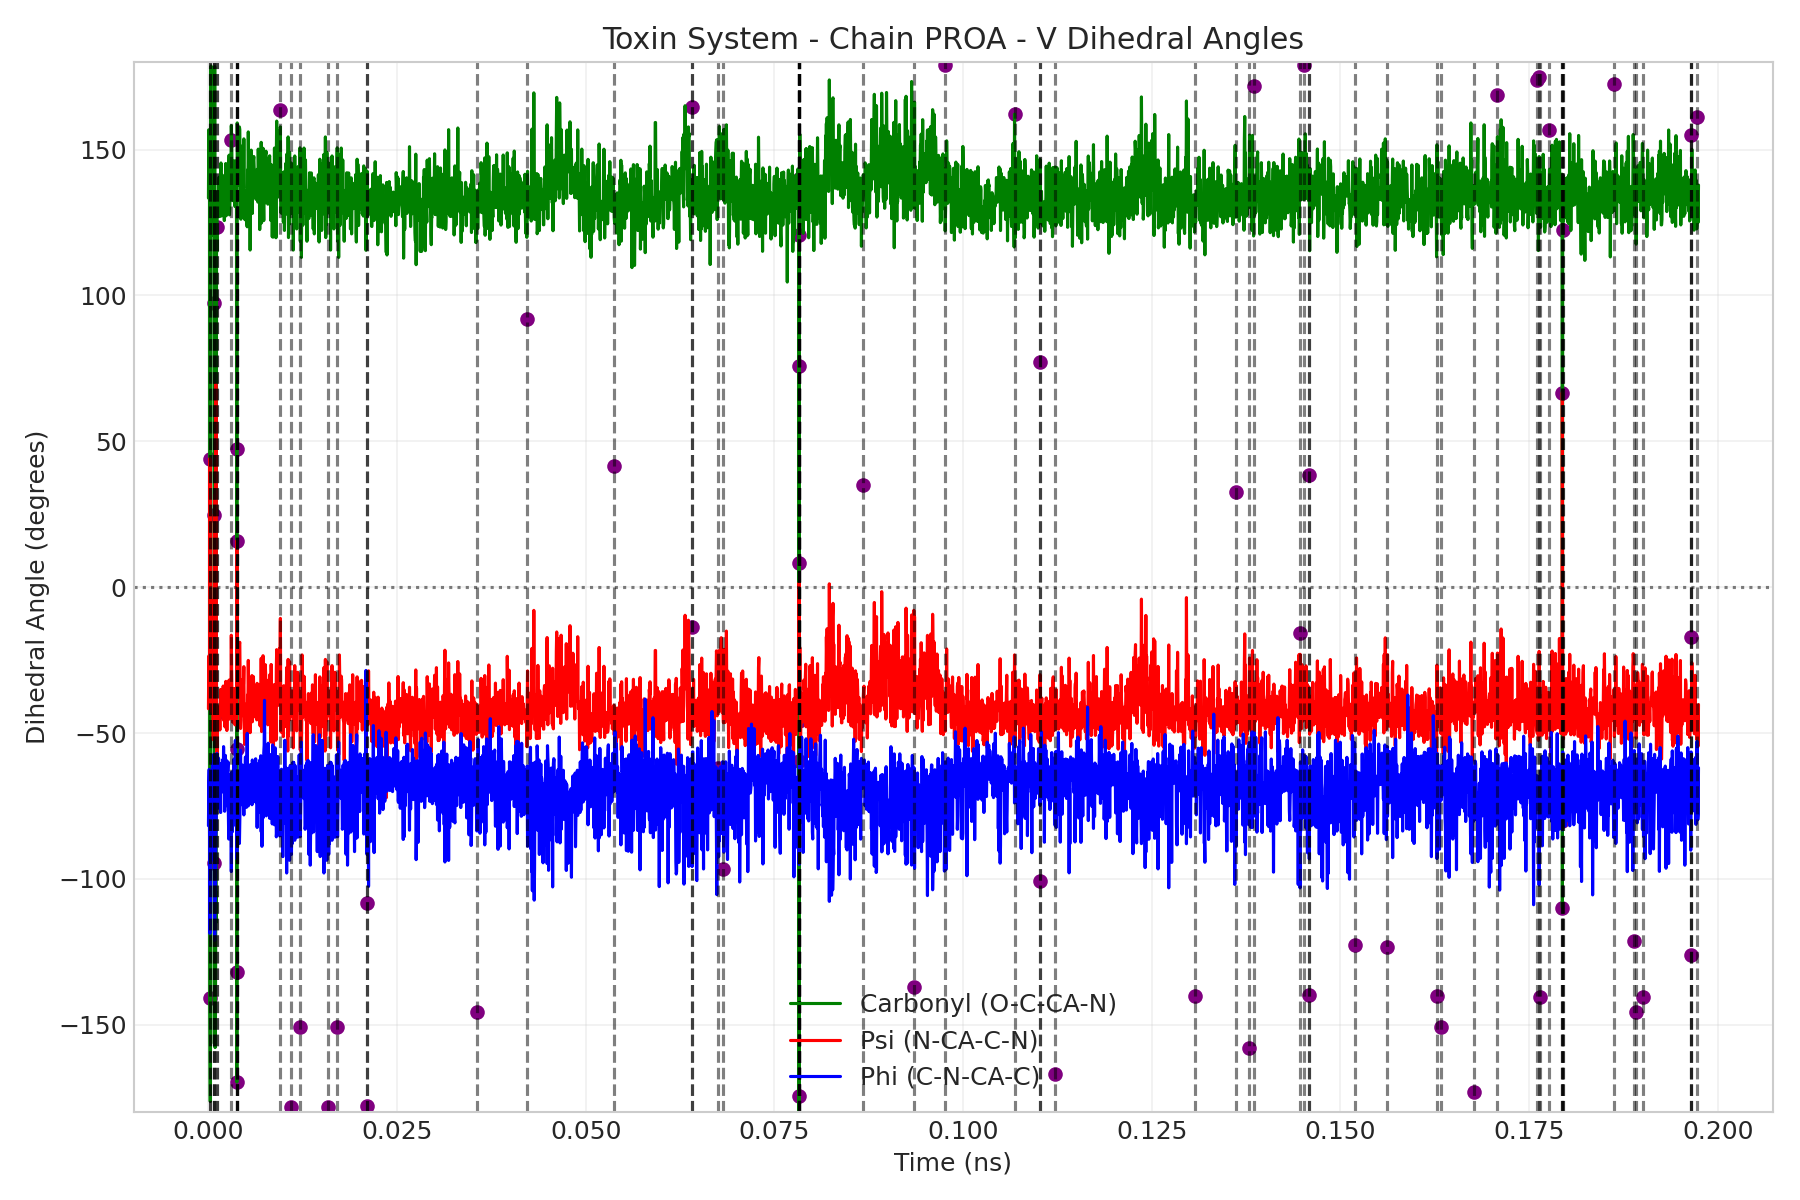 Toxin System - Chain PROA - V Dihedral Angles
Dihedral Angle (degrees)
150
100
50
0
−50
−100
−150
Carbonyl (O-C-CA-N)
Psi (N-CA-C-N)
Phi (C-N-CA-C)
0.000 0.025 0.050 0.075 0.100 0.125 0.150 0.175 0.200
Time (ns)